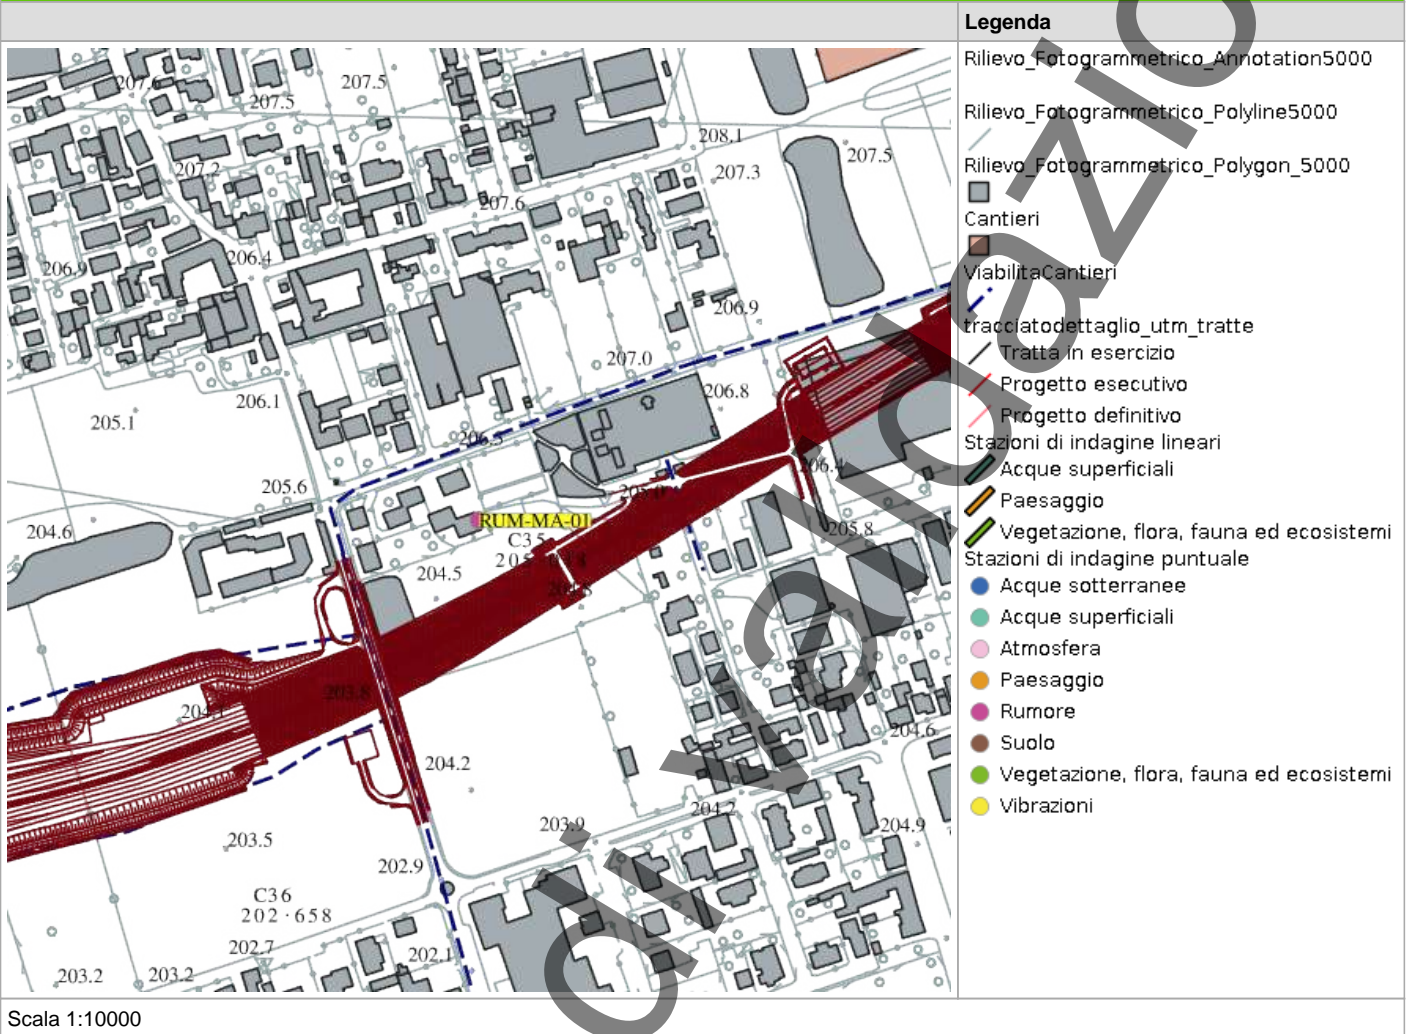 Legenda
Rilievo_Fotogrammetrico_Annotation5000
Rilievo_Fotogrammetrico_Polyline5000
Rilievo_Fotogrammetrico_Polygon_5000
Cantieri
ViabilitaCantieri
tracciatodettaglio_utm_tratte
Tratta in esercizio
Progetto esecutivo
Progetto definitivo
Stazioni di indagine lineari
Acque superficiali
Paesaggio
Vegetazione, flora, fauna ed ecosistemi
Stazioni di indagine puntuale
Acque sotterranee
Acque superficiali
Atmosfera
Paesaggio
Rumore
Suolo
Vegetazione, flora, fauna ed ecosistemi
Vibrazioni
207.5
207.5
208.1
207.5
207.3
207.2
207.6
206.4
206.9
206.9
207.0
206.8
206.1
205.1
206.4
205.6
204.6
RUM-MA-01
C35
205.8
204.5
203.8
204.6
204.2
204.2
203.9
204.9
203.5
202.9
C36
202·658
202.7
202.1
203.2
203.2
Scala 1:10000